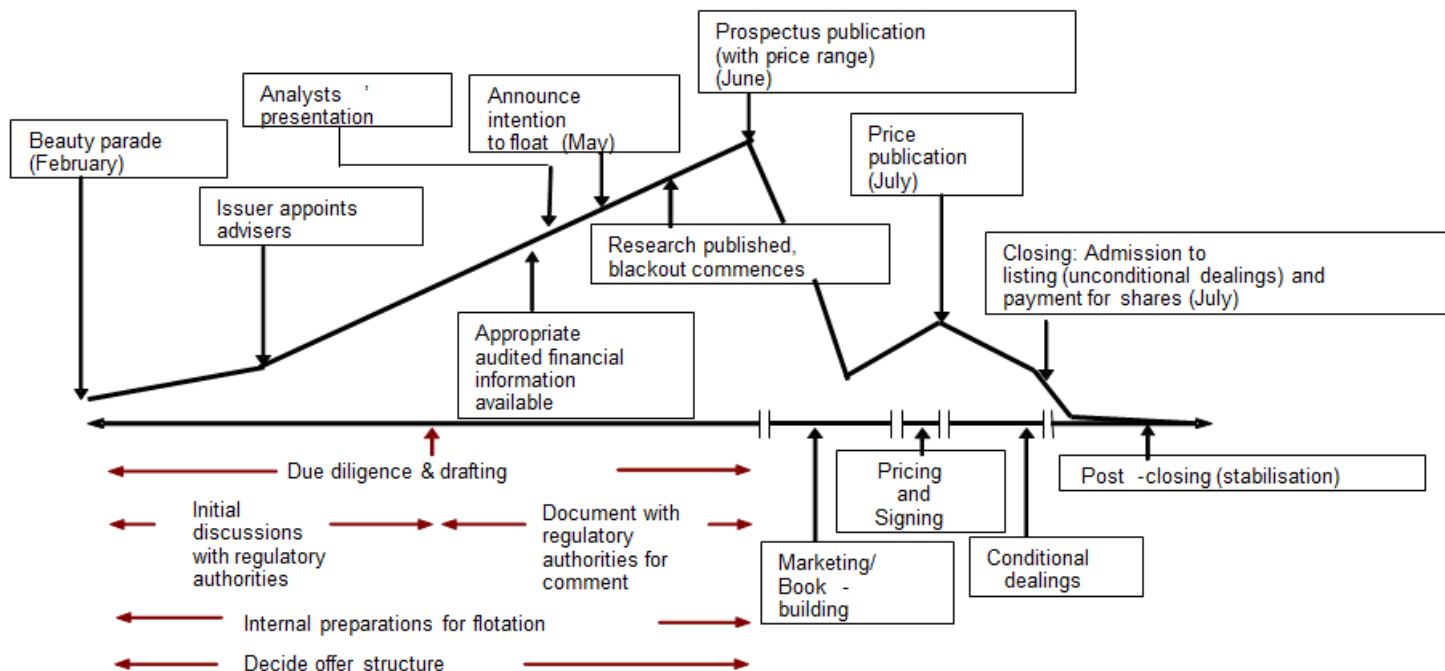 Prospectus publication
(with price range)
(June)
Analysts ’
presentation
Announce
intention
to float (May)
Beauty parade
(February)
Price
publication
(July)
Issuer appoints
advisers
Research published,
blackout commences
Closing: Admission to
listing (unconditional dealings) and
payment for shares (July)
Appropriate
audited financial
information
available
Due diligence & drafting
Initial
discussions
with regulatory
authorities
Document with
regulatory
authorities for
comment
Pricing
and
Signing
Post -closing (stabilisation)
Marketing/
Book -
building
Conditional
dealings
Internal preparations for flotation
Decide offer structure